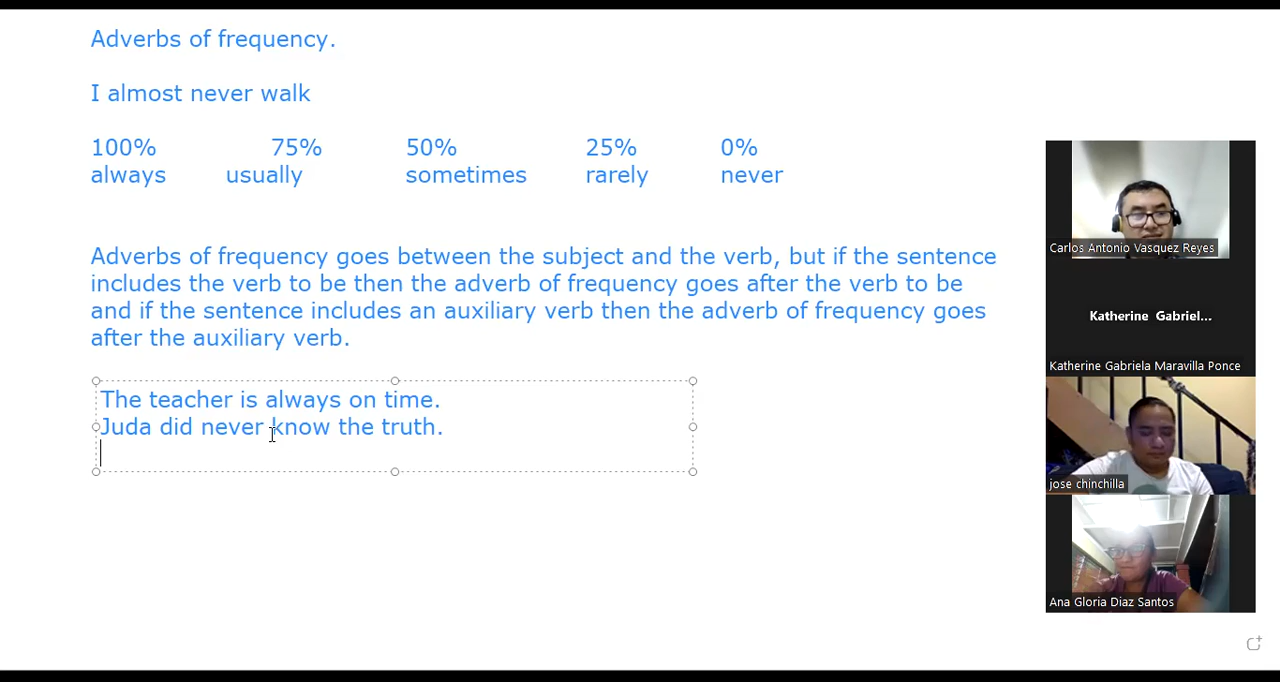 Adverbs of frequency.
I almost never walk
100% 75% 50% 25% 0%
always usually sometimes rarely never
Adverbs of frequency goes between the subject and the verb, but if the sentence
includes the verb to be then the adverb of frequency goes after the verb to be
and if the sentence includes an auxiliary verb then the adverb of frequency goes
after the auxiliary verb.
The teacher is always on time.
Juda did never know the truth.
Carlos Antonio Vasquez Reyes
Katherine Gabriel...
Katherine Gabriela Maravilla Ponce
jose chinchilla
Ana Gloria Diaz Santos